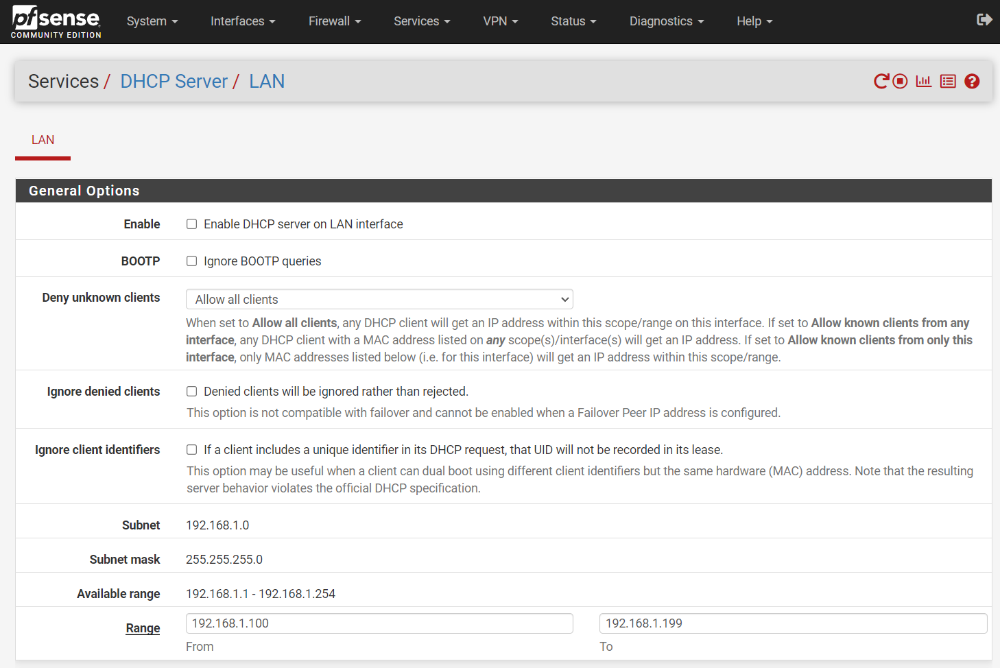 pfsense
COMMUNITY EDITION
System
Interfaces
Firewall
Services
VPN
Status
Diagnostics
Help
Services / DHCP Server / LAN
LAN
General Options
Enable
Enable DHCP server on LAN interface
BOOTP
Ignore BOOTP queries
Deny unknown clients
Allow all clients
When set to Allow all clients, any DHCP client will get an IP address within this scope/range on this interface. If set to Allow known clients from any
interface, any DHCP client with a MAC address listed on any scope(s)/interface(s) will get an IP address. If set to Allow known clients from only this
interface, only MAC addresses listed below (i.e. for this interface) will get an IP address within this scope/range.
Ignore denied clients
Denied clients will be ignored rather than rejected.
This option is not compatible with failover and cannot be enabled when a Failover Peer IP address is configured.
Ignore client identifiers
If a client includes a unique identifier in its DHCP request, that UID will not be recorded in its lease.
This option may be useful when a client can dual boot using different client identifiers but the same hardware (MAC) address. Note that the resulting
server behavior violates the official DHCP specification.
Subnet
192.168.1.0
Subnet mask
255.255.255.0
Available range
192.168.1.1 - 192.168.1.254
Range
192.168.1.100
192.168.1.199
From
To